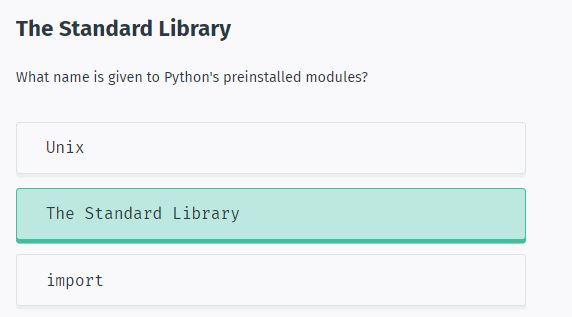 The Standard Library
What name is given to Python's preinstalled modules?
Unix
The Standard Library
import